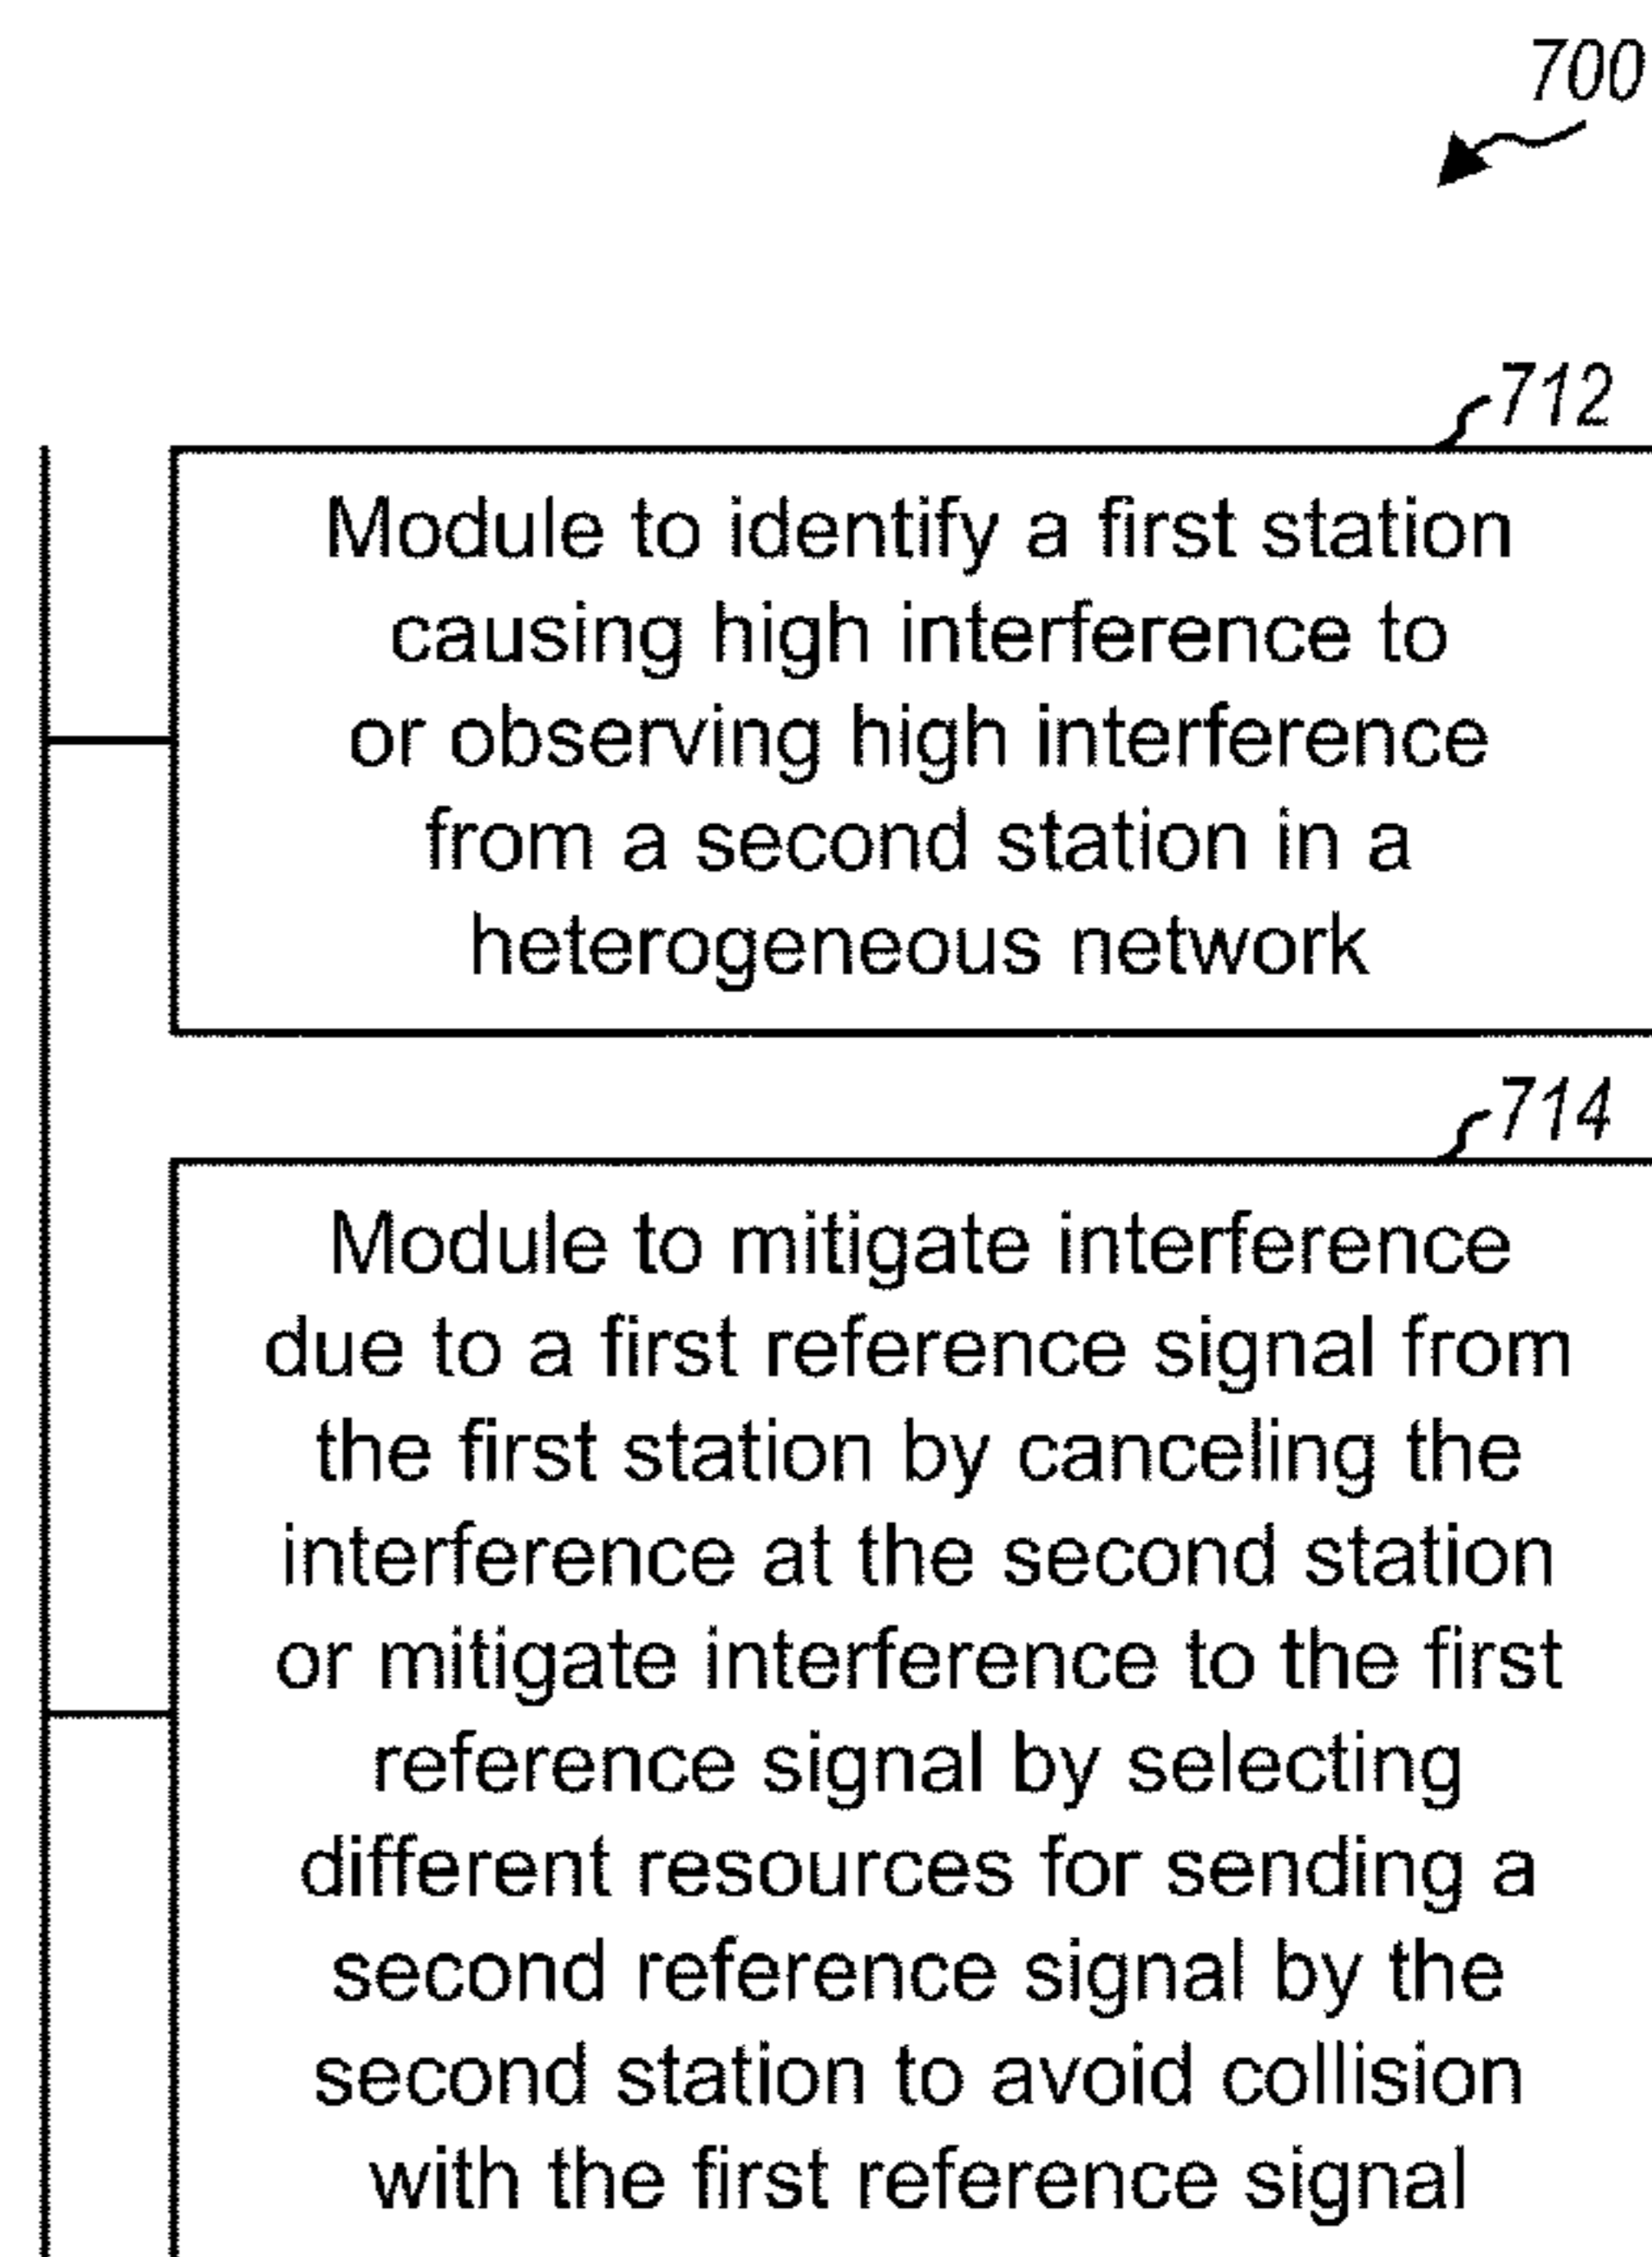 700
712
Module to identify a first station
causing high interference to
or observing high interference
from a second station in a
heterogeneous network
714
Module to mitigate interference
due to a first reference signal from
the first station by canceling the
interference at the second station
or mitigate interference to the first
reference signal by selecting
different resources for sending a
second reference signal by the
second station to avoid collision
with the first reference signal